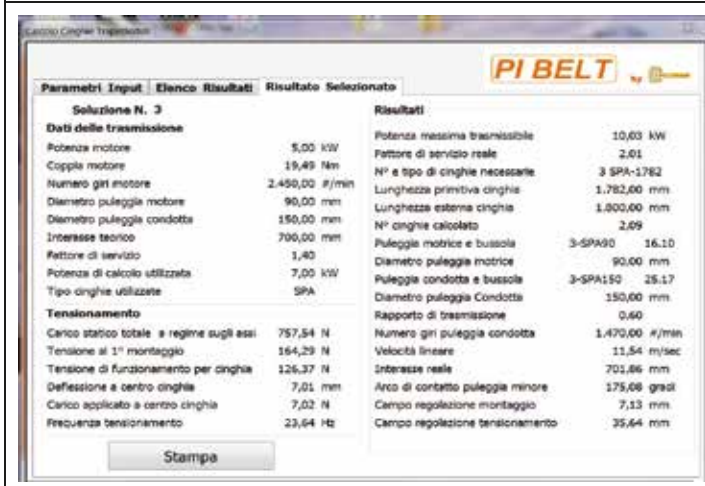 Calcolo Cinghie Trapezoidali
PI BELT by
Parametri Input Elenco Risultati Risultato Selezionato
Soluzione N. 3
Dati delle trasmissione
Potenza motore 5,00 kW
Coppia motore 19,49 Nm
Numero giri motore 2.450,00 #/min
Diametro puleggia motore 90,00 mm
Diametro puleggia condotta 150,00 mm
Interasse teorico 700,00 mm
Fattore di servizio 1,40
Potenza di calcolo utilizzata 7,00 kW
Tipo cinghie utilizzate SPA
Tensionamento
Carico statico totale a regime sugli assi 757,54 N
Tensione al 1° montaggio 164,29 N
Tensione di funzionamento per cinghia 126,37 N
Deflessione a centro cinghia 7,01 mm
Carico applicato a centro cinghia 7,02 N
Frequenza tensionamento 23,64 Hz
Stampa
Risultati
Potenza massima trasmissibile 10,03 kW
Fattore di servizio reale 2,01
N° e tipo di cinghie necessarie 3 SPA-1782
Lunghezza primitiva cinghia 1.782,00 mm
Lunghezza esterna cinghia 1.800,00 mm
N° cinghie calcolato 2,09
Puleggia motrice e bussola 3-SPA90 16.10
Diametro puleggia motrice 90,00 mm
Puleggia condotta e bussola 3-SPA150 25.17
Diametro puleggia Condotta 150,00 mm
Rapporto di trasmissione 0,60
Numero giri puleggia condotta 1.470,00 #/min
Velocità lineare 11,54 m/sec
Interasse reale 701,86 mm
Arco di contatto puleggia minore 175,08 gradi
Campo regolazione montaggio 7,13 mm
Campo regolazione tensionamento 35,64 mm